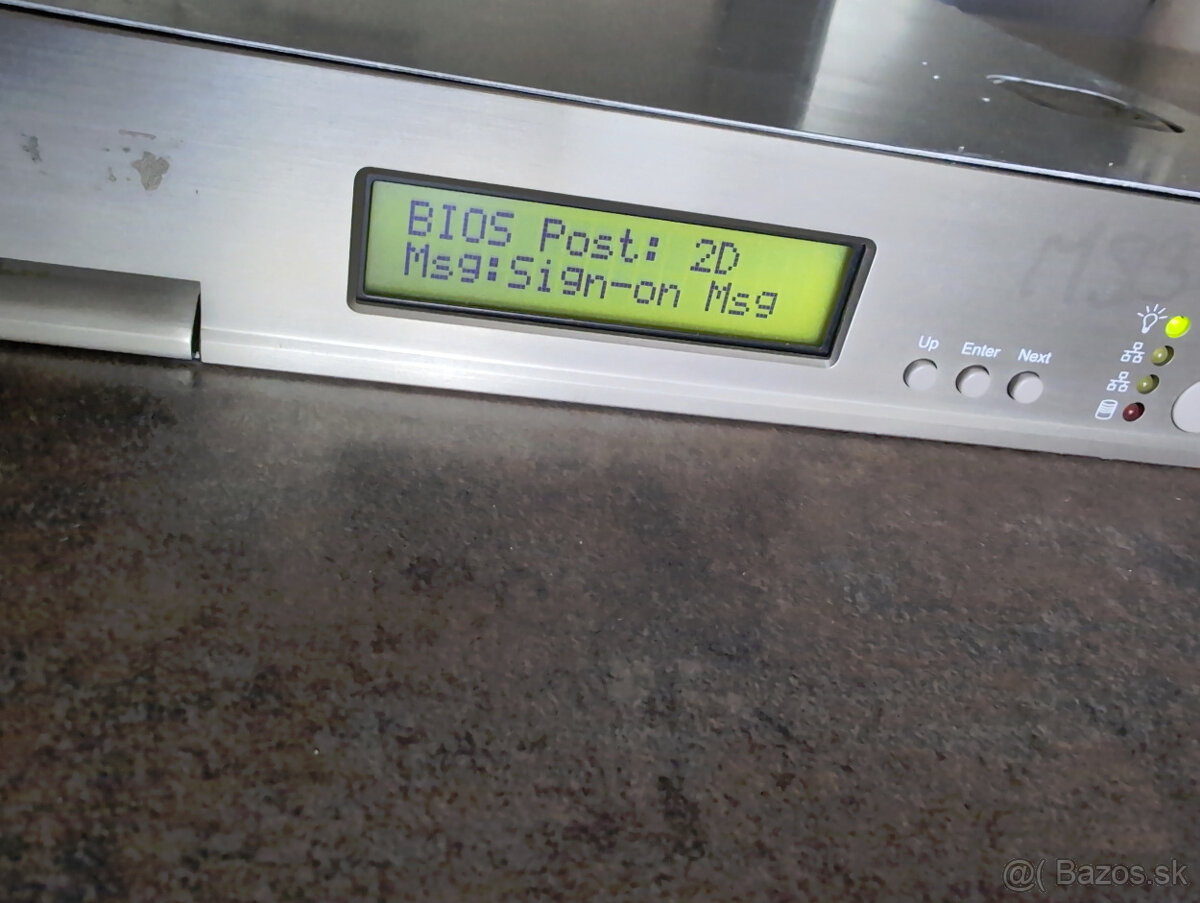 BIOS Post: 2D
Msg:Sign-on Msg
Up Enter Next
@( Bazos.sk